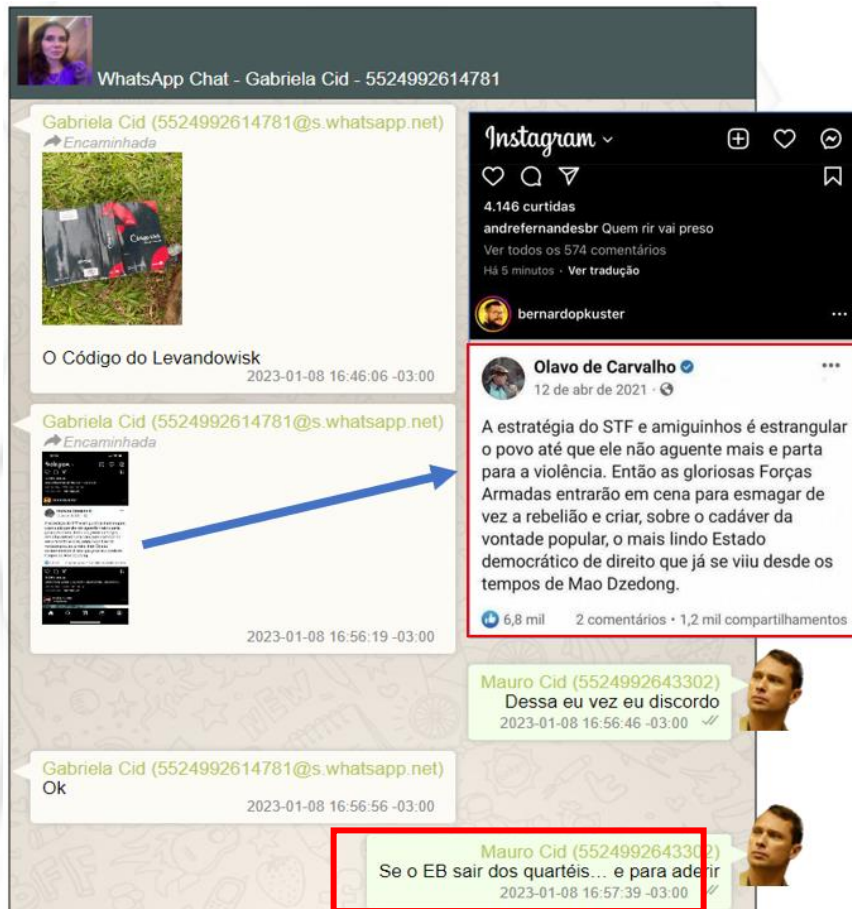 WhatsApp Chat - Gabriela Cid - 5524992614781
Gabriela Cid (5524992614781@s.whatsapp.net)
Encaminhada
O Código do Levandowisk
2023-01-08 16:46:06 -03:00
Gabriela Cid (5524992614781@s.whatsapp.net)
Encaminhada
2023-01-08 16:56:19 -03:00
Instagram
4.146 curtidas
andrefernandesbr Quem rir vai preso
Ver todos os 574 comentários
Há 5 minutos · Ver tradução
bernardopkuster
Olavo de Carvalho
12 de abr de 2021 ·
A estratégia do STF e amiguinhos é estrangular
o povo até que ele não aguente mais e parta
para a violência. Então as gloriosas Forças
Armadas entrarão em cena para esmagar de
vez a rebelião e criar, sobre o cadáver da
vontade popular, o mais lindo Estado
democrático de direito que já se viiu desde os
tempos de Mao Dzedong.
6,8 mil 2 comentários • 1,2 mil compartilhamentos
Mauro Cid (5524992643302)
Dessa eu vez eu discordo
2023-01-08 16:56:46 -03:00
Gabriela Cid (5524992614781@s.whatsapp.net)
Ok
2023-01-08 16:56:56 -03:00
Mauro Cid (5524992643302)
Se o EB sair dos quartéis... e para aderir
2023-01-08 16:57:39 -03:00